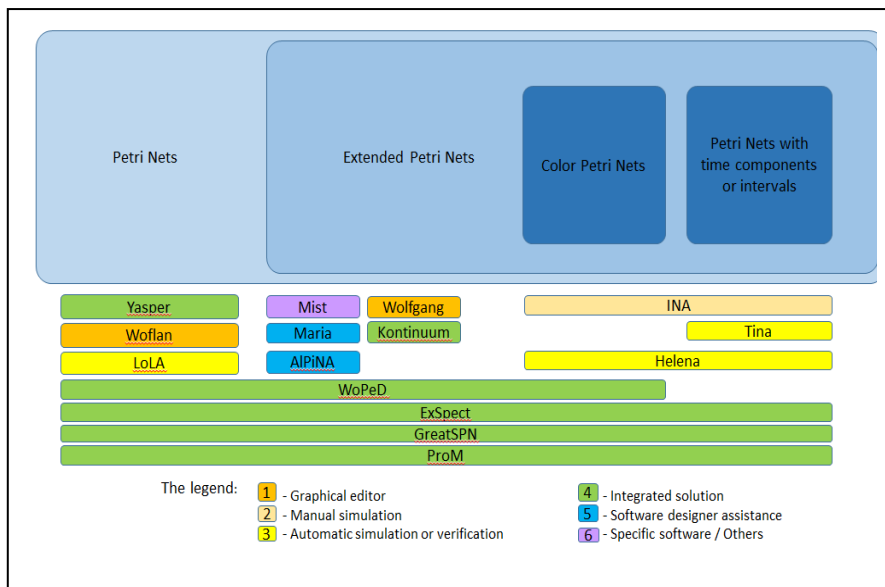 Petri Nets
Extended Petri Nets
Color Petri Nets
Petri Nets with
time components
or intervals
Yasper
Mist
Wolfgang
INA
Woflan
Maria
Kontinuum
Tina
LoLA
AlPiNA
Helena
WoPeD
ExSpect
GreatSPN
ProM
The legend:
1 - Graphical editor
2 - Manual simulation
3 - Automatic simulation or verification
4 - Integrated solution
5 - Software designer assistance
6 - Specific software / Others